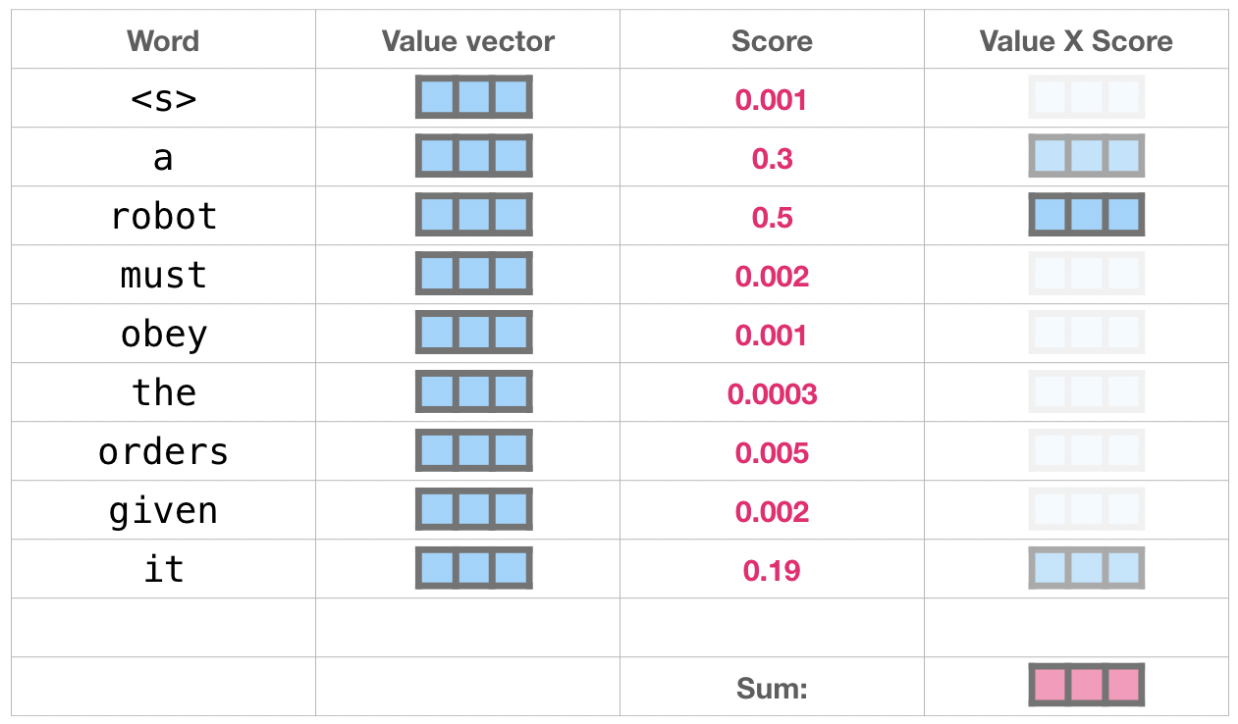 Word Value vector Score Value X Score
<s> 0.001
a 0.3
robot 0.5
must 0.002
obey 0.001
the 0.0003
orders 0.005
given 0.002
it 0.19
Sum: